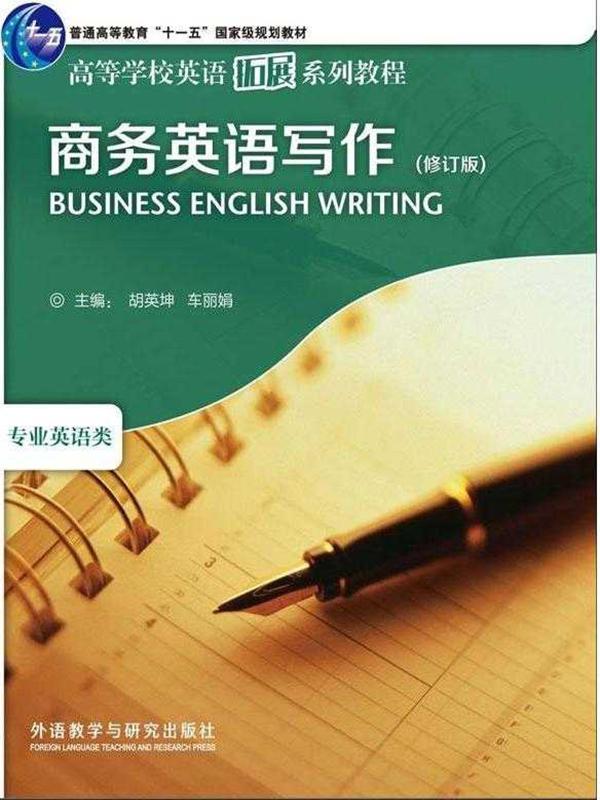 十一五
普通高等教育“十一五”国家级规划教材
高等学校英语拓展系列教程
商务英语写作(修订版)
BUSINESS ENGLISH WRITING
◎ 主编: 胡英坤 车丽娟
专业英语类
3
外语教学与研究出版社
FOREIGN LANGUAGE TEACHING AND RESEARCH PRESS